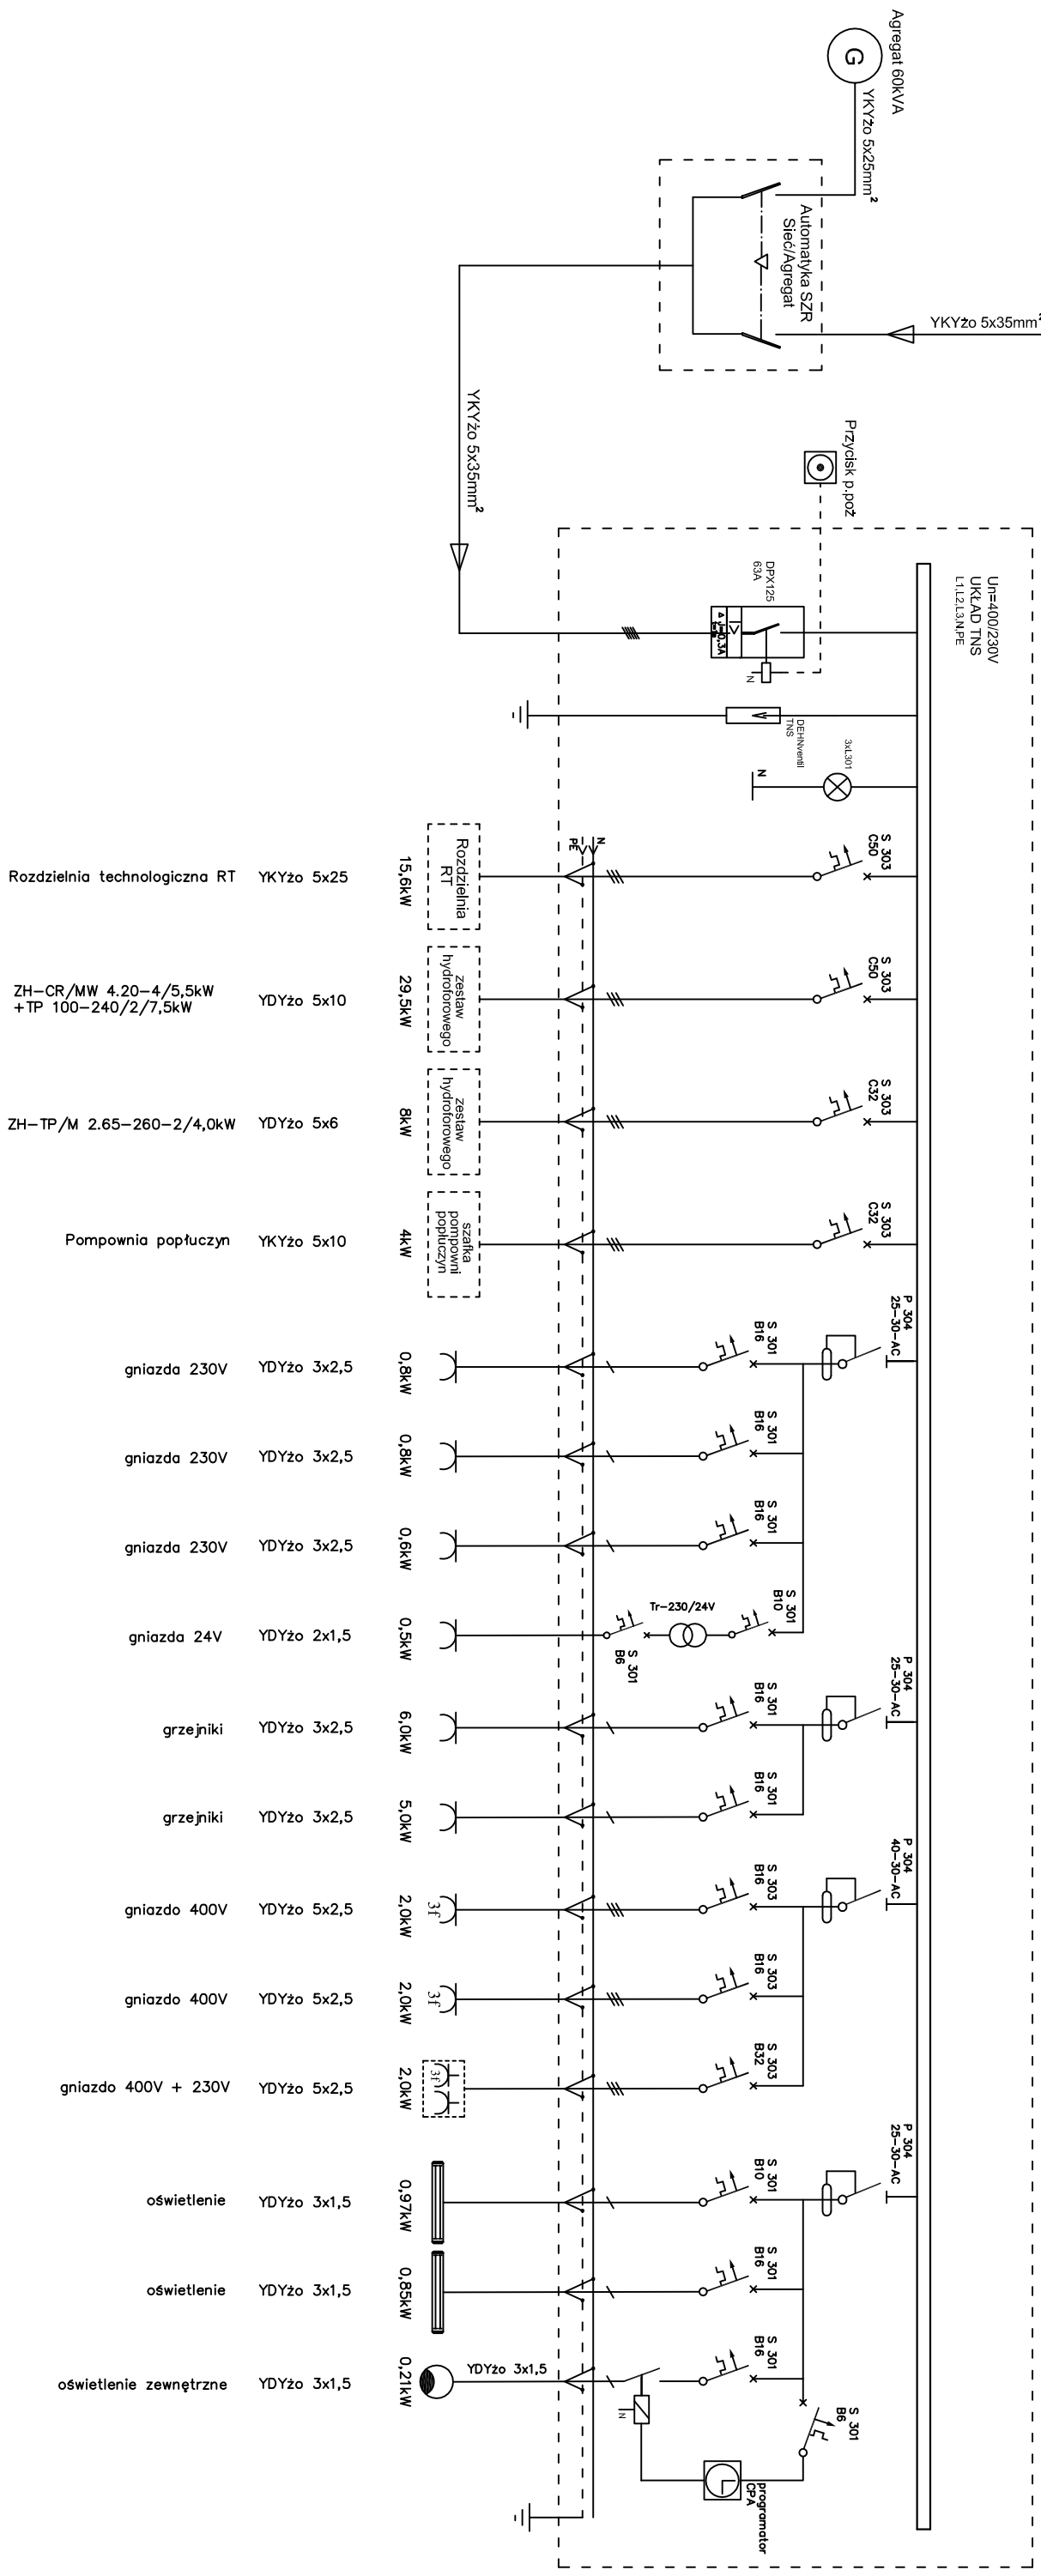 Agregat 60kVA
G
YKYżo 5x25mm²
Automatyka SZR
Sieć/Agregat
YKYżo 5x35mm²
YKYżo 5x35mm²
Przycisk p.poż
Un=400/230V
UKŁAD TNS
L1,L2,L3,N,PE
DPX125
63A
N
DEHNventil
TNS
3xL301
N
N
PE
S 303
C50
Rozdzielnia
RT
15,6kW
YKYżo 5x25
Rozdzielnia technologiczna RT
S 303
C50
zestaw
hydroforowego
29,5kW
YDYżo 5x10
ZH-CR/MW 4.20-4/5,5kW
+TP 100-240/2/7,5kW
S 303
C32
zestaw
hydroforowego
8kW
YDYżo 5x6
ZH-TP/M 2.65-260-2/4,0kW
S 303
C32
szafka
pompowni
popłuczyn
4kW
YKYżo 5x10
Pompownia popłuczyn
P 304
25-30-AC
S 301
B16
0,8kW
YDYżo 3x2,5
gniazda 230V
S 301
B16
0,8kW
YDYżo 3x2,5
gniazda 230V
S 301
B16
0,6kW
YDYżo 3x2,5
gniazda 230V
S 301
B10
Tr-230/24V
S 301
B6
0,5kW
YDYżo 2x1,5
gniazda 24V
P 304
25-30-AC
S 301
B16
6,0kW
YDYżo 3x2,5
grzejniki
S 301
B16
5,0kW
YDYżo 3x2,5
grzejniki
P 304
40-30-AC
S 303
B16
3f
2,0kW
YDYżo 5x2,5
gniazdo 400V
S 303
B16
3f
2,0kW
YDYżo 5x2,5
gniazdo 400V
S 303
B32
3f
2,0kW
YDYżo 5x2,5
gniazdo 400V + 230V
P 304
25-30-AC
S 301
B10
0,97kW
YDYżo 3x1,5
oświetlenie
S 301
B16
0,85kW
YDYżo 3x1,5
oświetlenie
S 301
B16
S 301
B6
programator
CPA
N
YDYżo 3x1,5
0,21kW
YDYżo 3x1,5
oświetlenie zewnętrzne